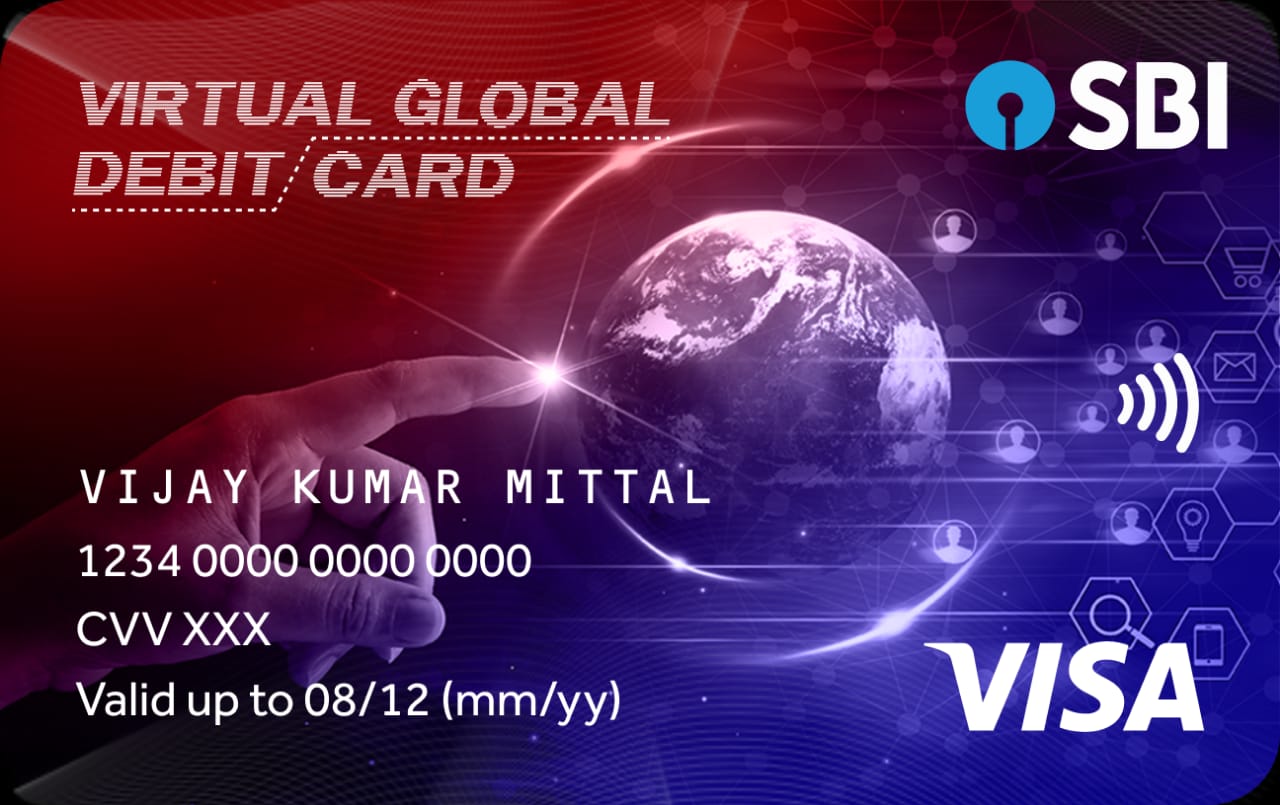 VIRTUAL GLOBAL
DEBIT CARD
SBI
VIJAY KUMAR MITTAL
1234 0000 0000 0000
CVV XXX
Valid up to 08/12 (mm/yy)
VISA